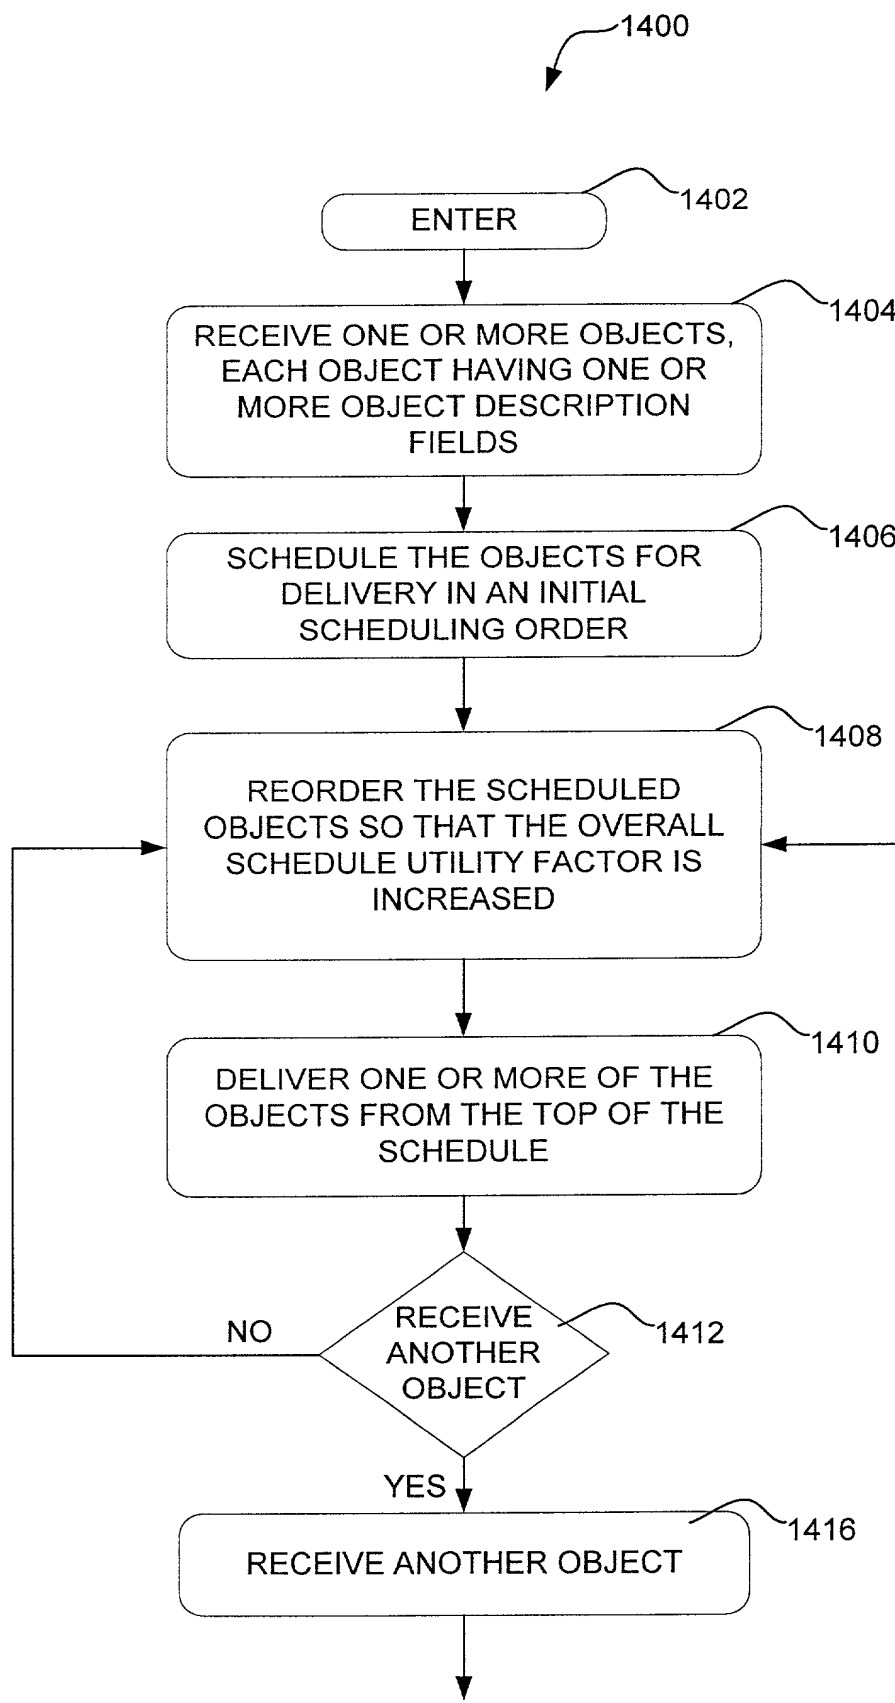 1400
ENTER
1402
RECEIVE ONE OR MORE OBJECTS,
EACH OBJECT HAVING ONE OR
MORE OBJECT DESCRIPTION
FIELDS
1404
SCHEDULE THE OBJECTS FOR
DELIVERY IN AN INITIAL
SCHEDULING ORDER
1406
REORDER THE SCHEDULED
OBJECTS SO THAT THE OVERALL
SCHEDULE UTILITY FACTOR IS
INCREASED
1408
DELIVER ONE OR MORE OF THE
OBJECTS FROM THE TOP OF THE
SCHEDULE
1410
RECEIVE
ANOTHER
OBJECT
1412
NO
YES
RECEIVE ANOTHER OBJECT
1416